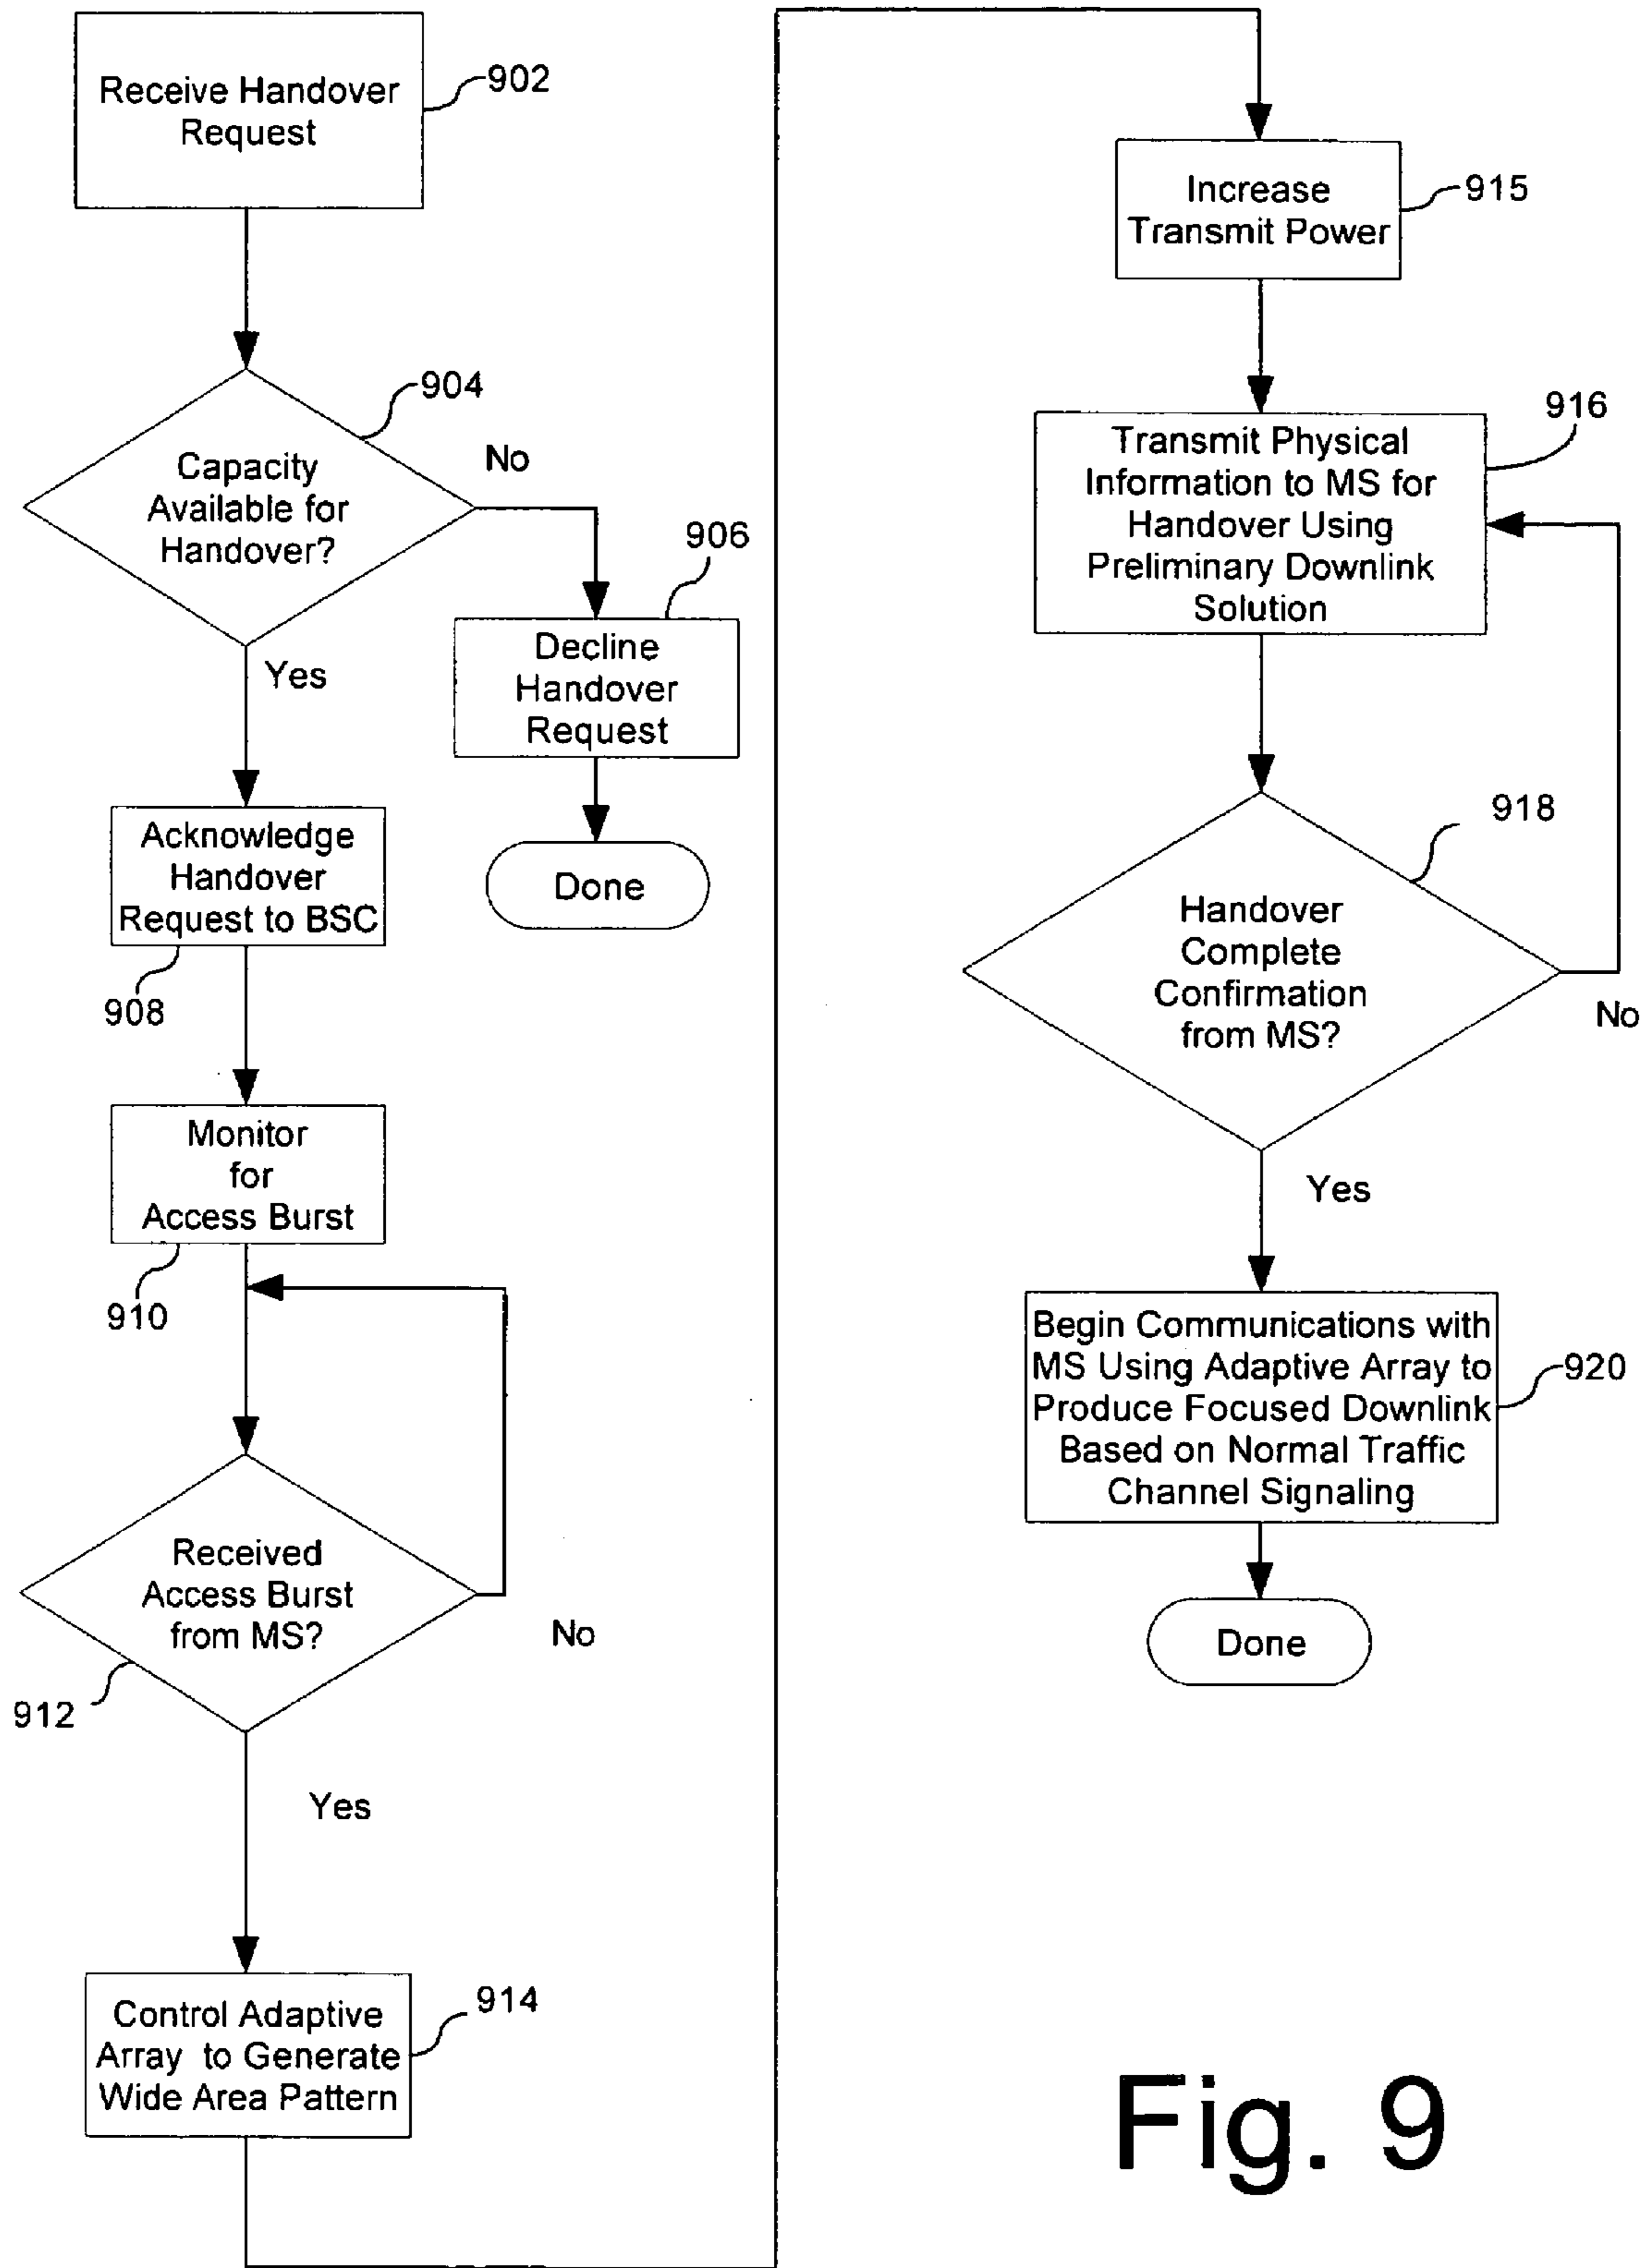 Receive Handover
Request
902
904
Capacity
Available for
Handover?
No
906
Decline
Handover
Request
Done
Yes
Acknowledge
Handover
Request to BSC
908
Monitor
for
Access Burst
910
Received
Access Burst
from MS?
No
912
Yes
Control Adaptive
Array to Generate
Wide Area Pattern
914
Increase
Transmit Power
915
916
Transmit Physical
Information to MS for
Handover Using
Preliminary Downlink
Solution
918
Handover
Complete
Confirmation
from MS?
No
Yes
Begin Communications with
MS Using Adaptive Array to
Produce Focused Downlink
Based on Normal Traffic
Channel Signaling
920
Done
Fig. 9